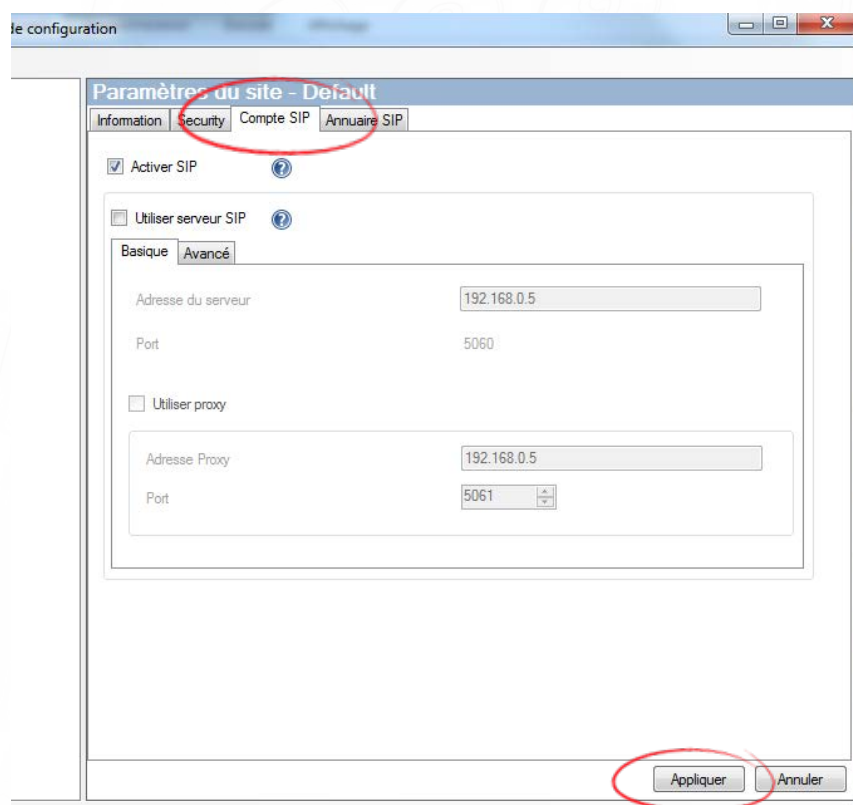 de configuration
Paramètres du site - Default
Information Security Compte SIP Annuaire SIP
Activer SIP
Utiliser serveur SIP
Basique Avancé
Adresse du serveur 192.168.0.5
Port 5060
Utiliser proxy
Adresse Proxy 192.168.0.5
Port 5061
Appliquer Annuler